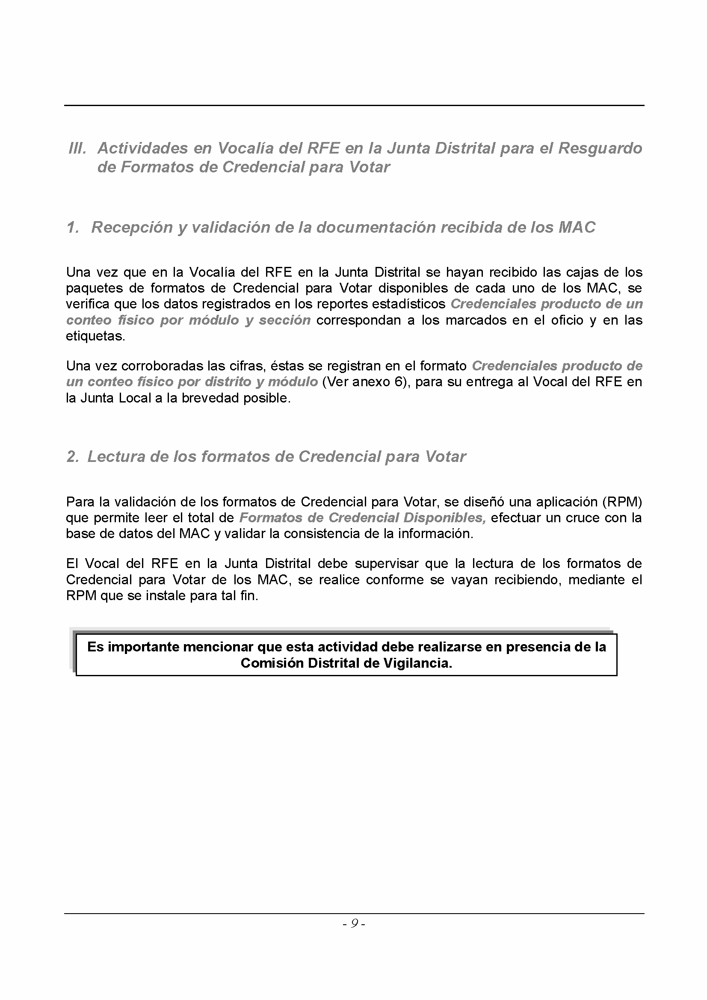 III. Actividades en Vocalía del RFE en la Junta Distrital para el Resguardo
de Formatos de Credencial para Votar
1. Recepción y validación de la documentación recibida de los MAC
Una vez que en la Vocalía del RFE en la Junta Distrital se hayan recibido las cajas de los
paquetes de formatos de Credencial para Votar disponibles de cada uno de los MAC, se
verifica que los datos registrados en los reportes estadísticos Credenciales producto de un
conteo físico por módulo y sección correspondan a los marcados en el oficio y en las
etiquetas.
Una vez corroboradas las cifras, éstas se registran en el formato Credenciales producto de
un conteo físico por distrito y módulo (Ver anexo 6), para su entrega al Vocal del RFE en
la Junta Local a la brevedad posible.
2. Lectura de los formatos de Credencial para Votar
Para la validación de los formatos de Credencial para Votar, se diseñó una aplicación (RPM)
que permite leer el total de Formatos de Credencial Disponibles, efectuar un cruce con la
base de datos del MAC y validar la consistencia de la información.
El Vocal del RFE en la Junta Distrital debe supervisar que la lectura de los formatos de
Credencial para Votar de los MAC, se realice conforme se vayan recibiendo, mediante el
RPM que se instale para tal fin.
Es importante mencionar que esta actividad debe realizarse en presencia de la
Comisión Distrital de Vigilancia.
- 9 -